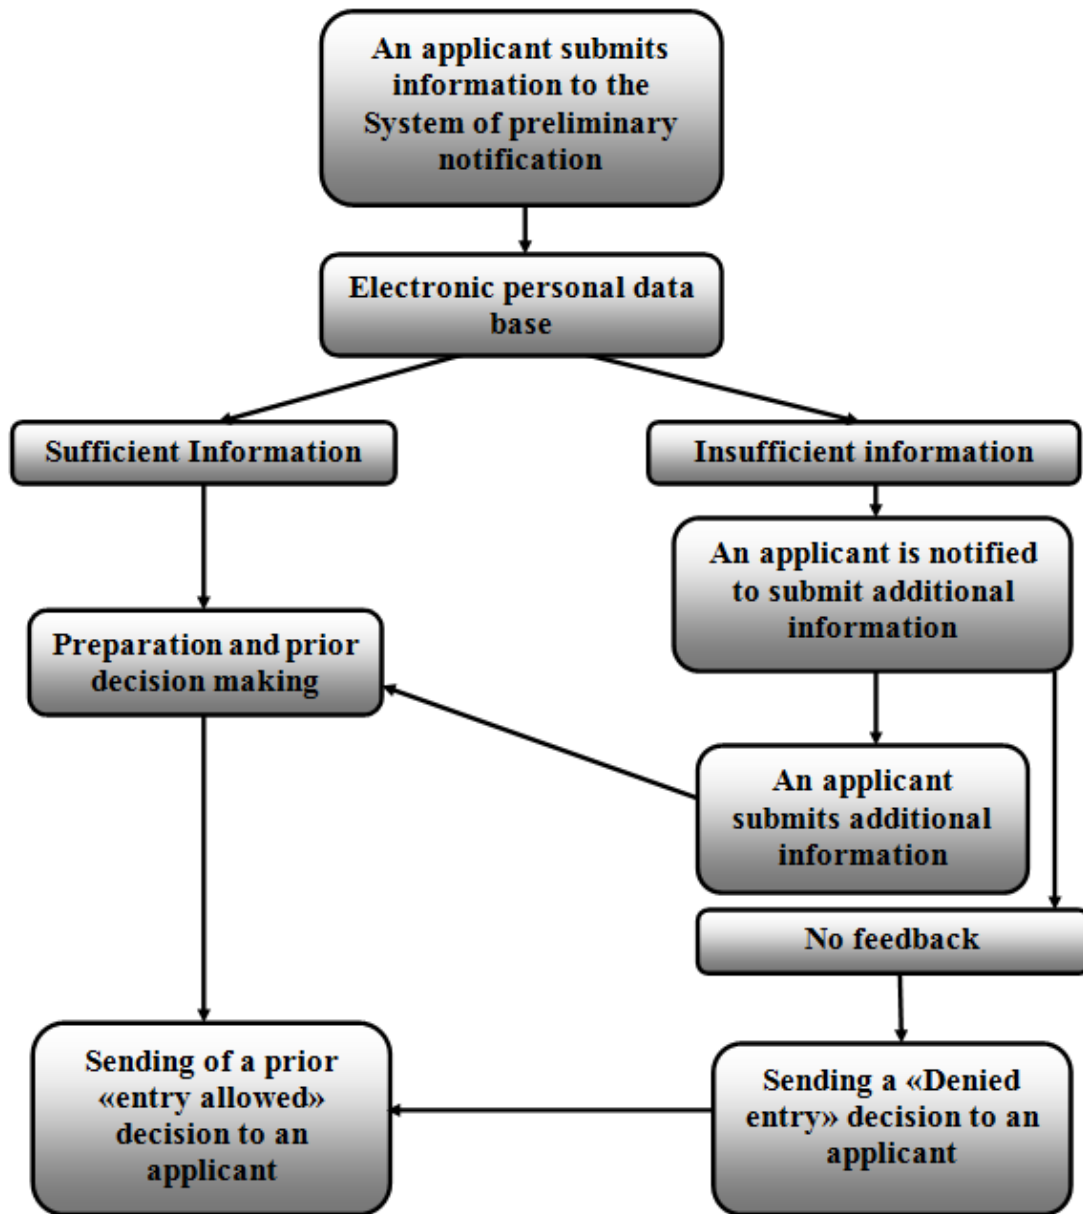 An applicant submits
information to the
System of preliminary
notification
Electronic personal data
base
Sufficient Information
Insufficient information
An applicant is notified
to submit additional
information
Preparation and prior
decision making
An applicant
submits additional
information
No feedback
Sending of a prior
«entry allowed»
decision to an
applicant
Sending a «Denied
entry» decision to an
applicant